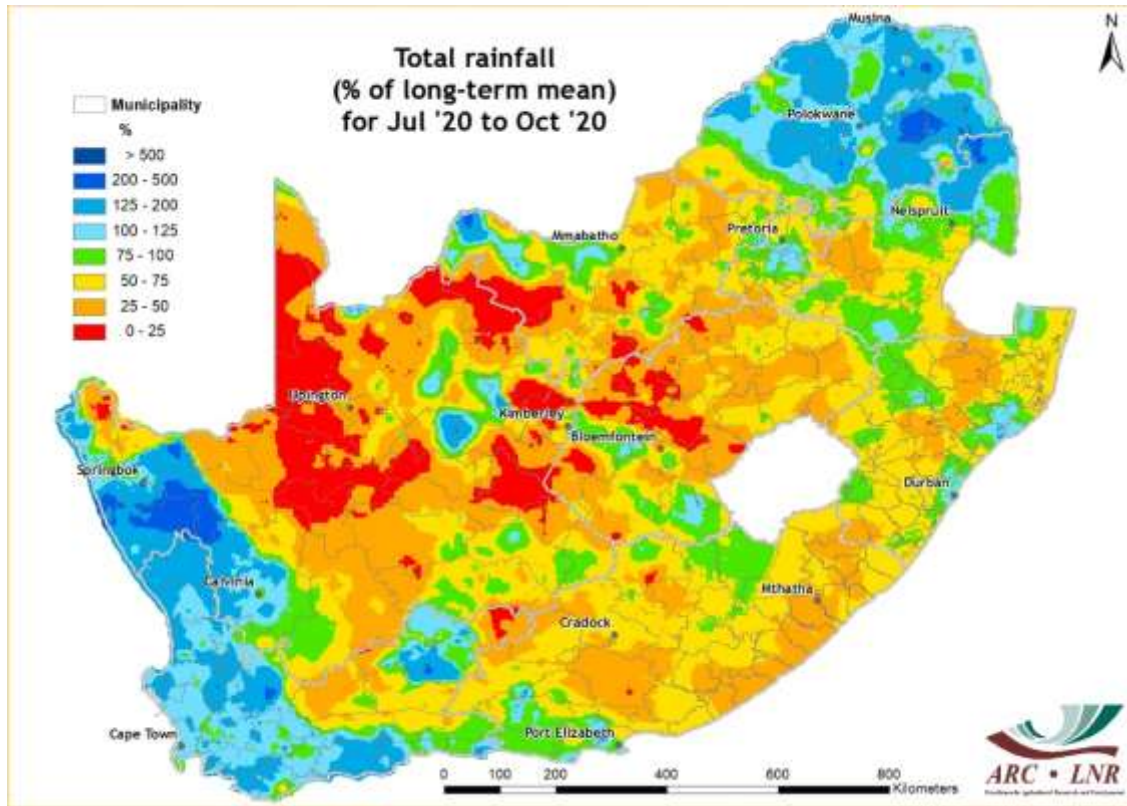 Total rainfall
(% of long-term mean)
for Jul '20 to Oct '20
N
Municipality
%
> 500
200 - 500
125 - 200
100 - 125
75 - 100
50 - 75
25 - 50
0 - 25
Musina
Polokwane
Nelspruit
Pretoria
Mmabatho
Upington
Kimberley
Bloemfontein
Springbok
Durban
Calvinia
Mthatha
Cradock
Cape Town
Port Elizabeth
0 100 200 400 600 800
Kilometers
ARC • LNR